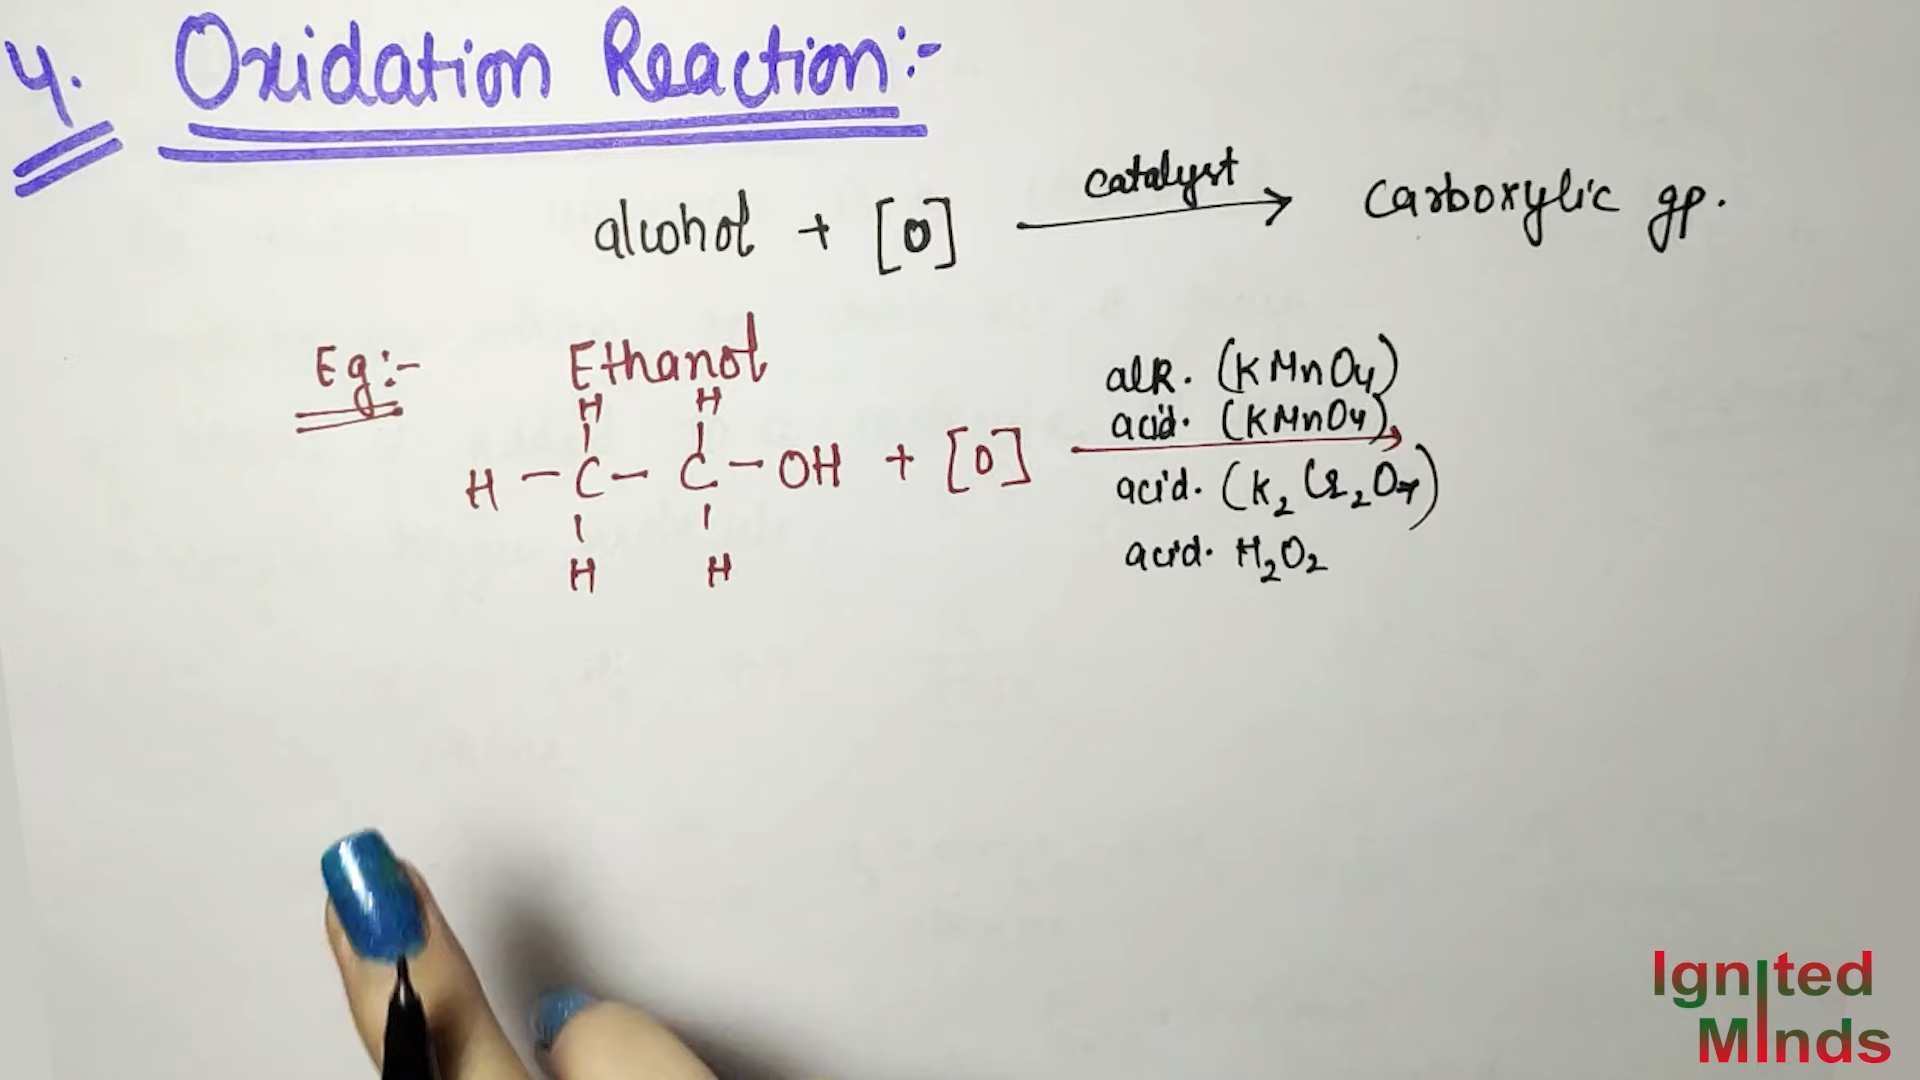 4. Oxidation Reaction:-
alcohol + [O] catalyst → carboxylic gp.
Eg:- Ethanol
alk. (KMnO4)
acid. (KMnO4)
H H
H - C - C - OH + [O] →
acid. (K2Cr2O7)
H H
acid. H2O2
Ignited
Minds